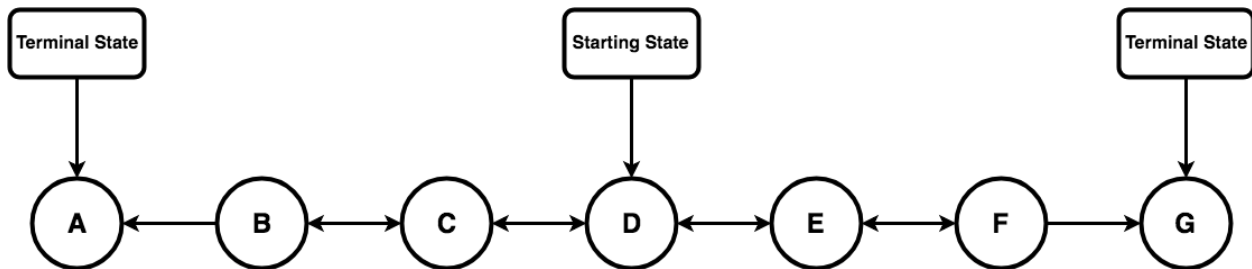 Terminal State
Starting State
Terminal State
A
B
C
D
E
F
G